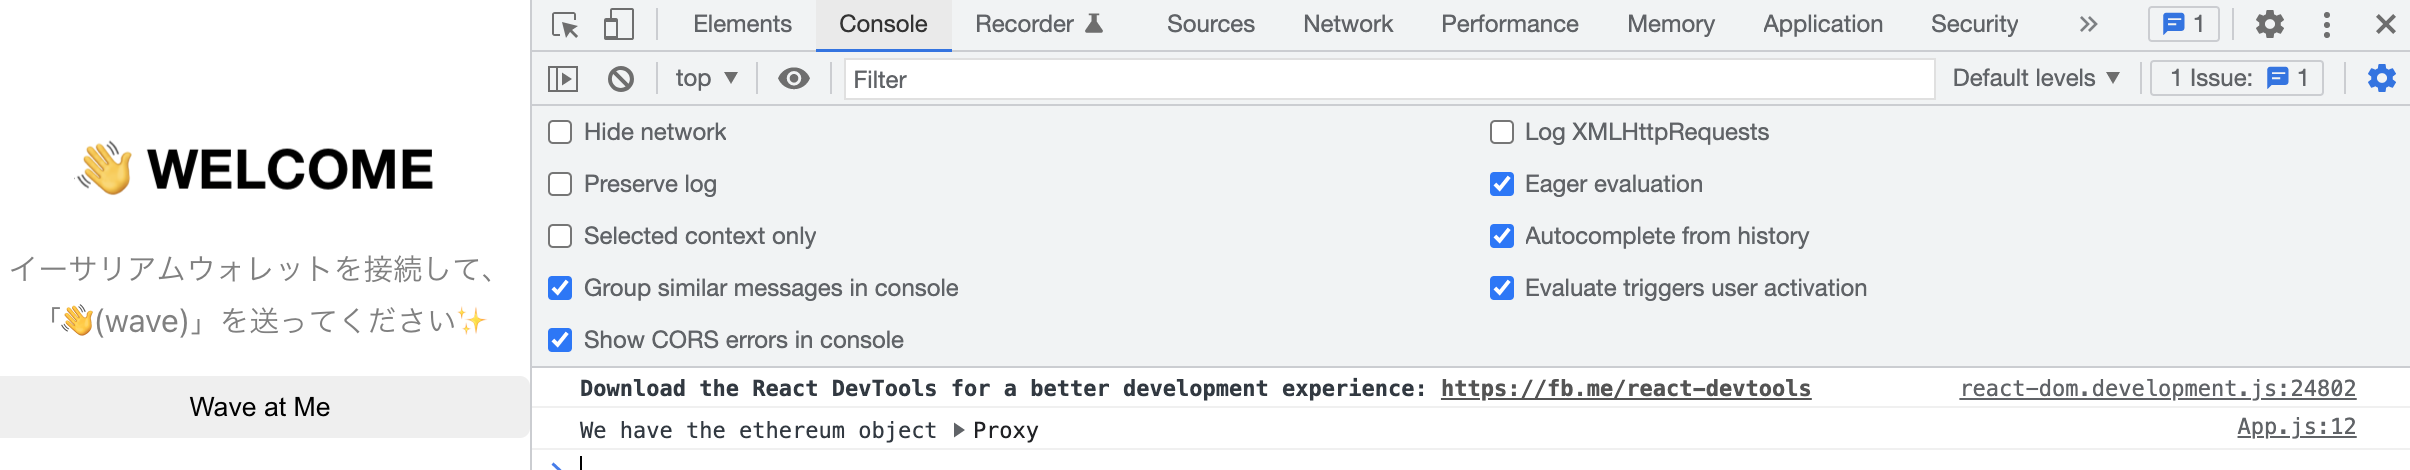 👋 WELCOME
イーサリアムウォレットを接続して、
「👋(wave)」を送ってください✨
Wave at Me
Elements Console Recorder Sources Network Performance Memory Application Security » 1
top ▼ Filter Default levels ▼ 1 Issue: 1
Hide network
Log XMLHttpRequests
Preserve log
Eager evaluation
Selected context only
Autocomplete from history
Group similar messages in console
Evaluate triggers user activation
Show CORS errors in console
Download the React DevTools for a better development experience: https://fb.me/react-devtools react-dom.development.js:24802
We have the ethereum object ▶ Proxy App.js:12